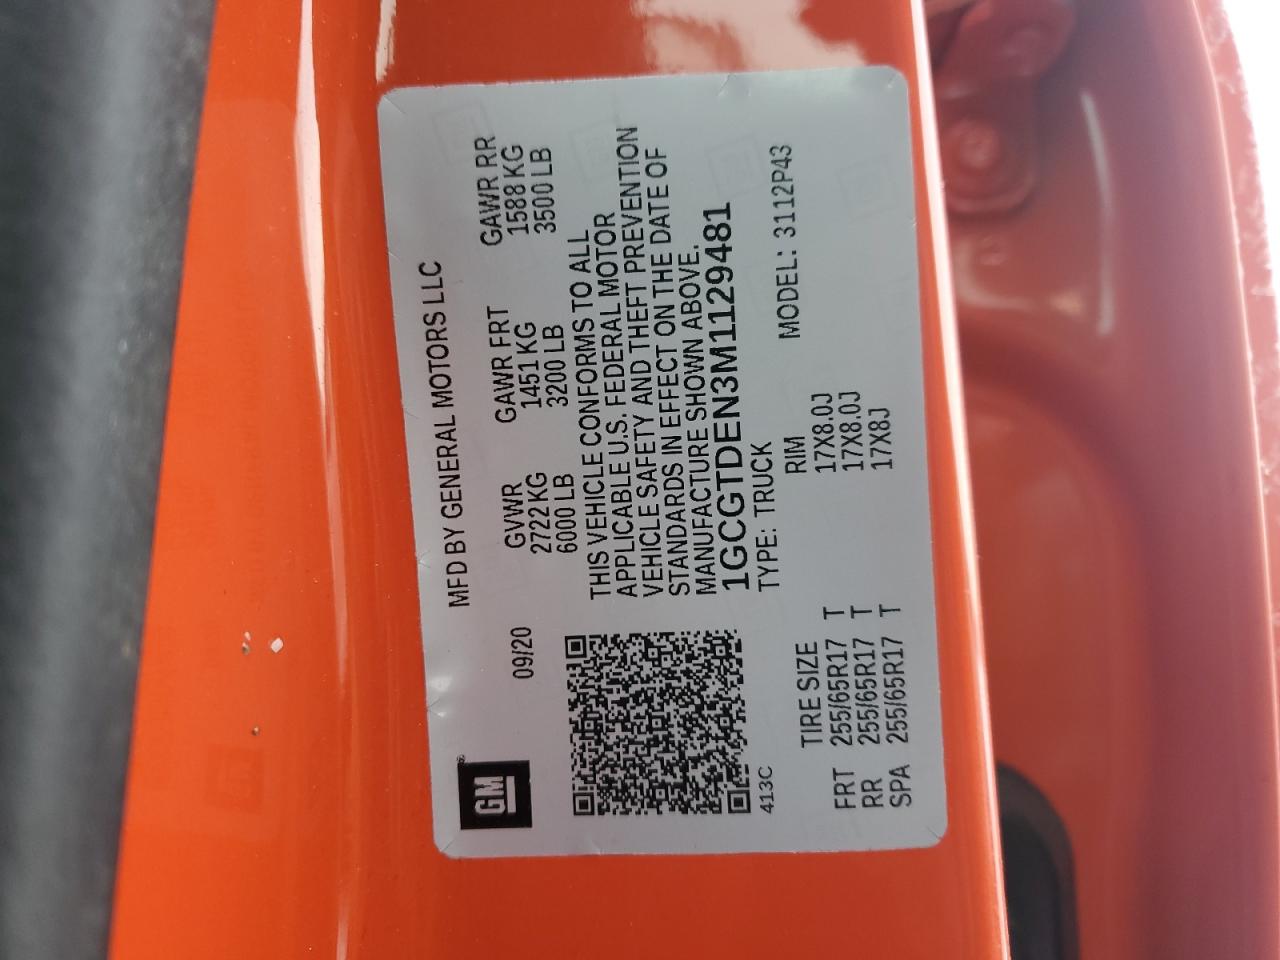 GM
MFD BY GENERAL MOTORS LLC
09/20
GVWR GAWR FRT GAWR RR
2722 KG 1451 KG 1588 KG
6000 LB 3200 LB 3500 LB
THIS VEHICLE CONFORMS TO ALL
APPLICABLE U.S. FEDERAL MOTOR
VEHICLE SAFETY AND THEFT PREVENTION
STANDARDS IN EFFECT ON THE DATE OF
MANUFACTURE SHOWN ABOVE.
1GCGTDEN3M1129481
413C
TYPE: TRUCK MODEL: 3112P43
TIRE SIZE RIM
FRT 255/65R17 T 17X8.0J
RR 255/65R17 T 17X8.0J
SPA 255/65R17 T 17X8J